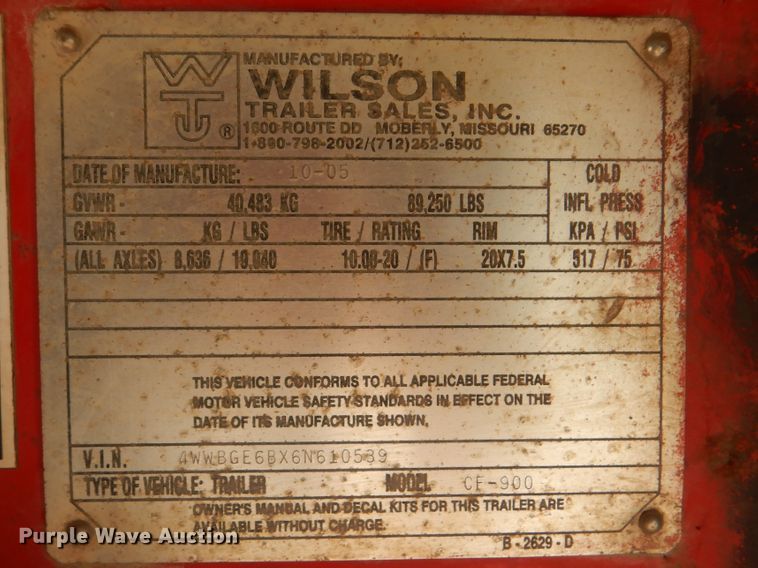 MANUFACTURED BY:
WILSON
TRAILER SALES, INC.
WTJ ®
1600 ROUTE DD MOBERLY, MISSOURI 65270
1-800-798-2002/(712)252-6500
DATE OF MANUFACTURE: 10-05 COLD
GVWR - 40,483 KG 89,250 LBS INFL PRESS
GAWR- KG / LBS TIRE / RATING RIM KPA / PSI
(ALL AXLES) 8,636 / 19,040 10.00-20 / (F) 20X7.5 517 / 75
THIS VEHICLE CONFORMS TO ALL APPLICABLE FEDERAL
MOTOR VEHICLE SAFETY STANDARDS IN EFFECT ON THE
DATE OF ITS MANUFACTURE SHOWN.
V.I.N. 4WWBGE6BX6N610539
TYPE OF VEHICLE: TRAILER MODEL CF-900
OWNER'S MANUAL AND DECAL KITS FOR THIS TRAILER ARE
AVAILABLE WITHOUT CHARGE.
B - 2629 - D
Purple Wave Auction